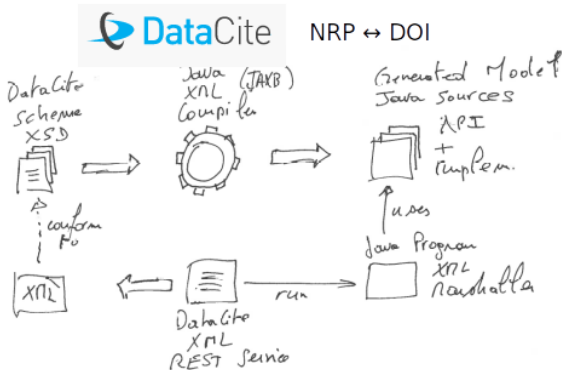 DataCite
NRP ↔ DOI
DataCite
Schema
XSD
Java (JAXB)
XML
Compiler
Generated Model
Java Sources
API
+
Implem.
conform
to
uses
Java Program
XML
Marshaller
XML
run
DataCite
XML
REST Service